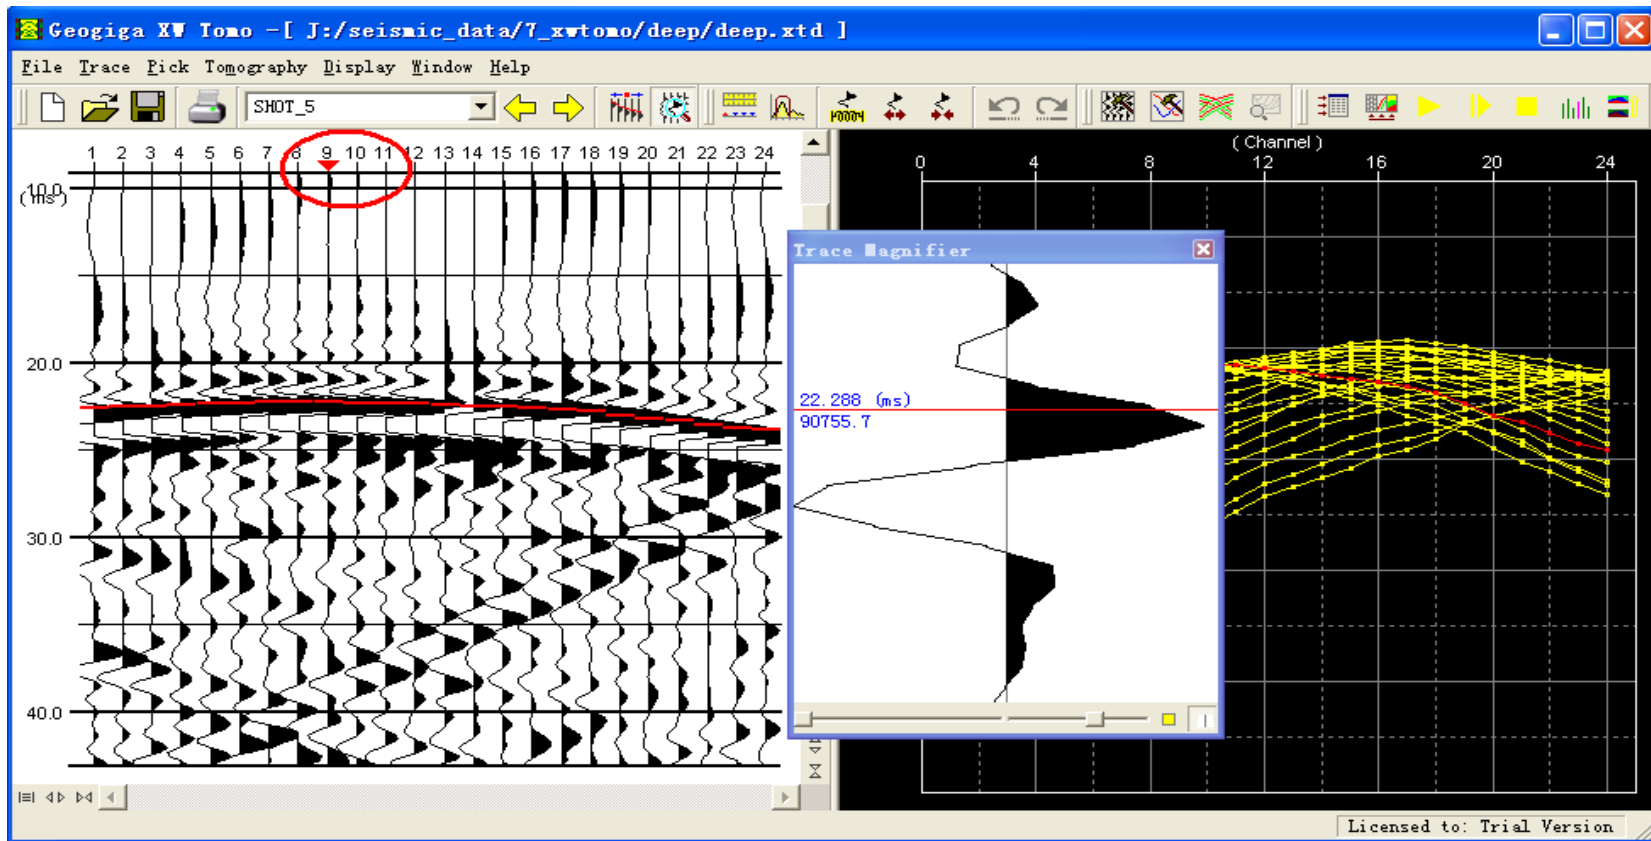 Geogiga XW Tomo -[ J:/seismic_data/7_xwtomo/deep/deep.xtd ]
File Trace Pick Tomography Display Window Help
SHOT_5
1 2 3 4 5 6 7 8 9 10 11 12 13 14 15 16 17 18 19 20 21 22 23 24
10.0
(ms)
20.0
30.0
40.0
Trace Magnifier
22.288 (ms)
90755.7
(Channel)
0 4 8 12 16 20 24
Licensed to: Trial Version